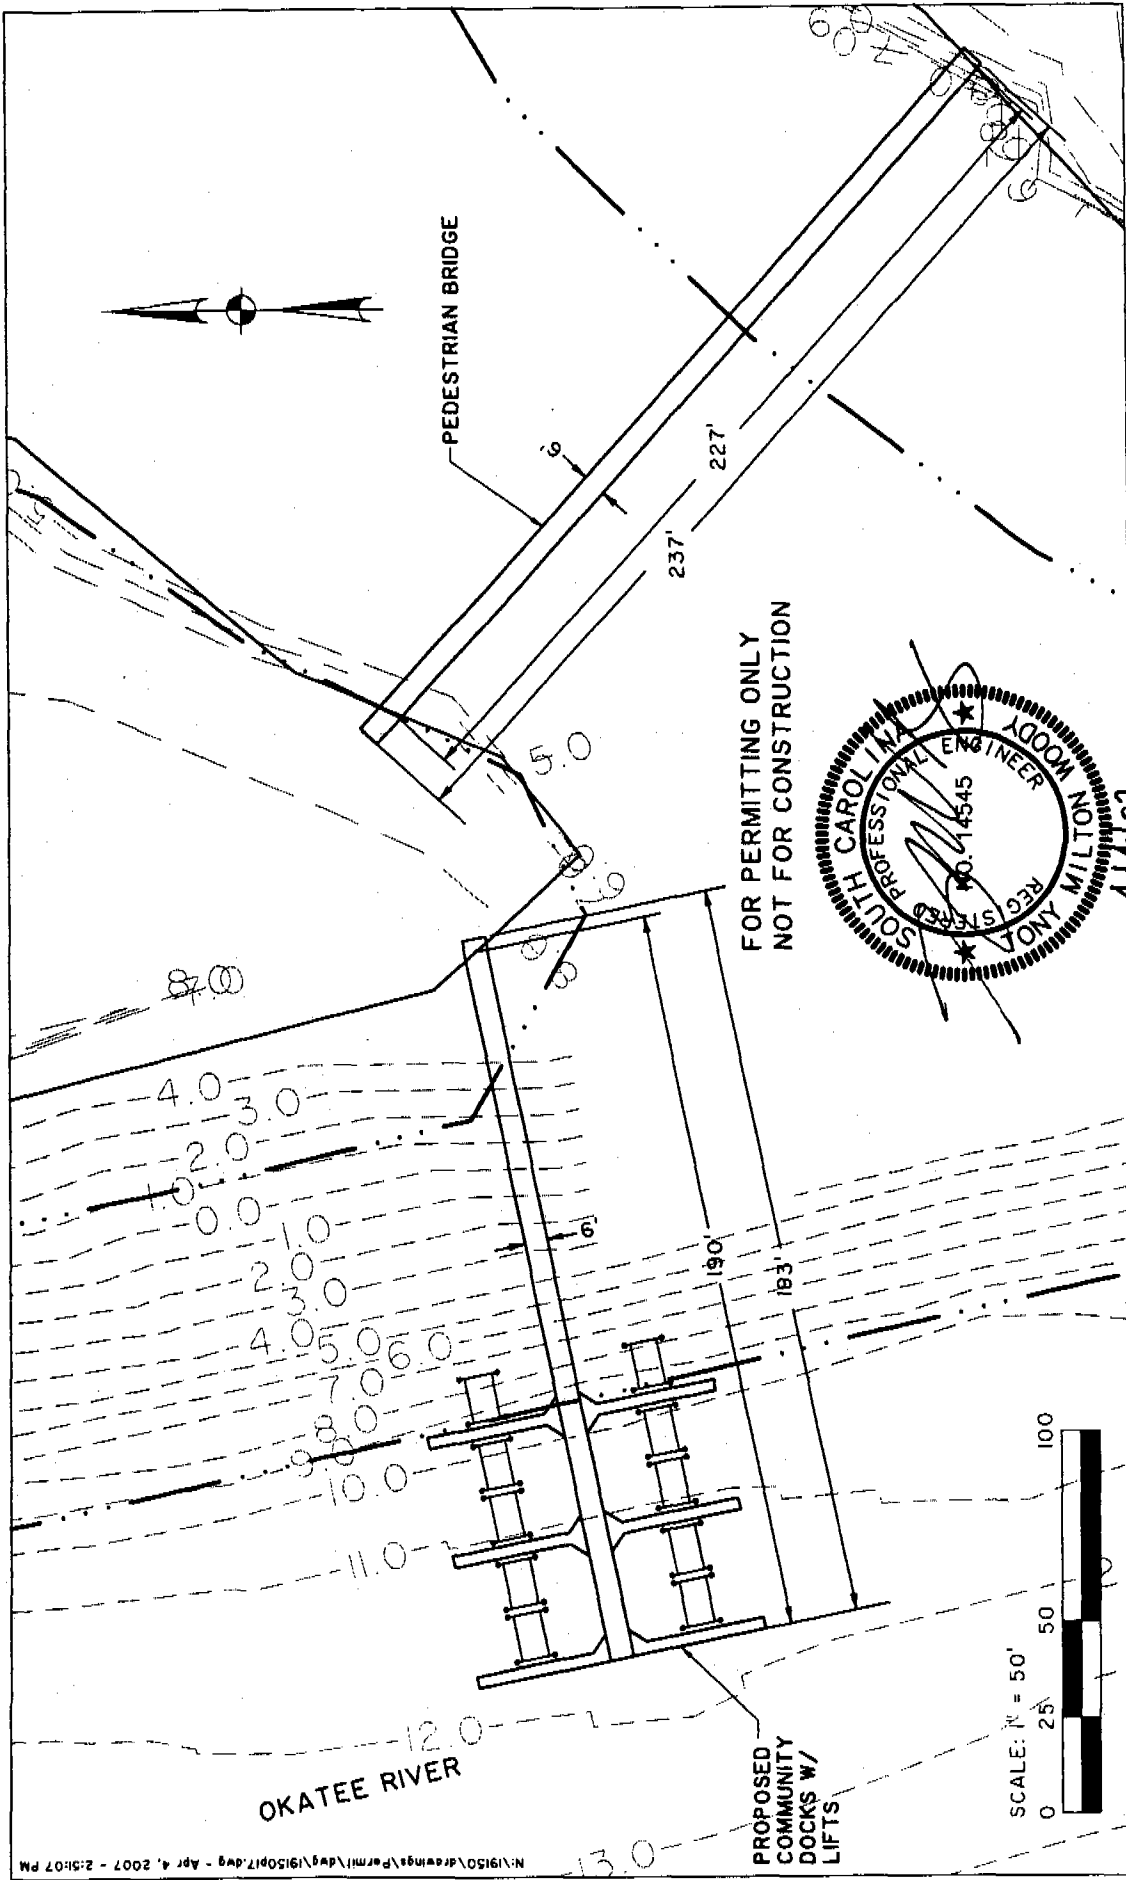 PEDESTRIAN BRIDGE
6'
227'
237'
5.0
FOR PERMITTING ONLY
NOT FOR CONSTRUCTION
SOUTH CAROLINA
REGISTERED PROFESSIONAL ENGINEER
NO. 14545
TONY MILTON WOODY
4.0
3.0
2.0
1.0
0.0
1.0
2.0
3.0
4.0
5.0
6.0
7.0
8.0
9.0
10.0
11.0
12.0
13.0
6'
190'
183'
OKATEE RIVER
PROPOSED
COMMUNITY
DOCKS W/
LIFTS
SCALE: 1" = 50'
0 25 50 100
N:\19150\drawings\Permit\dwg\19150p17.dwg - Apr 4, 2007 - 2:51:07 PM